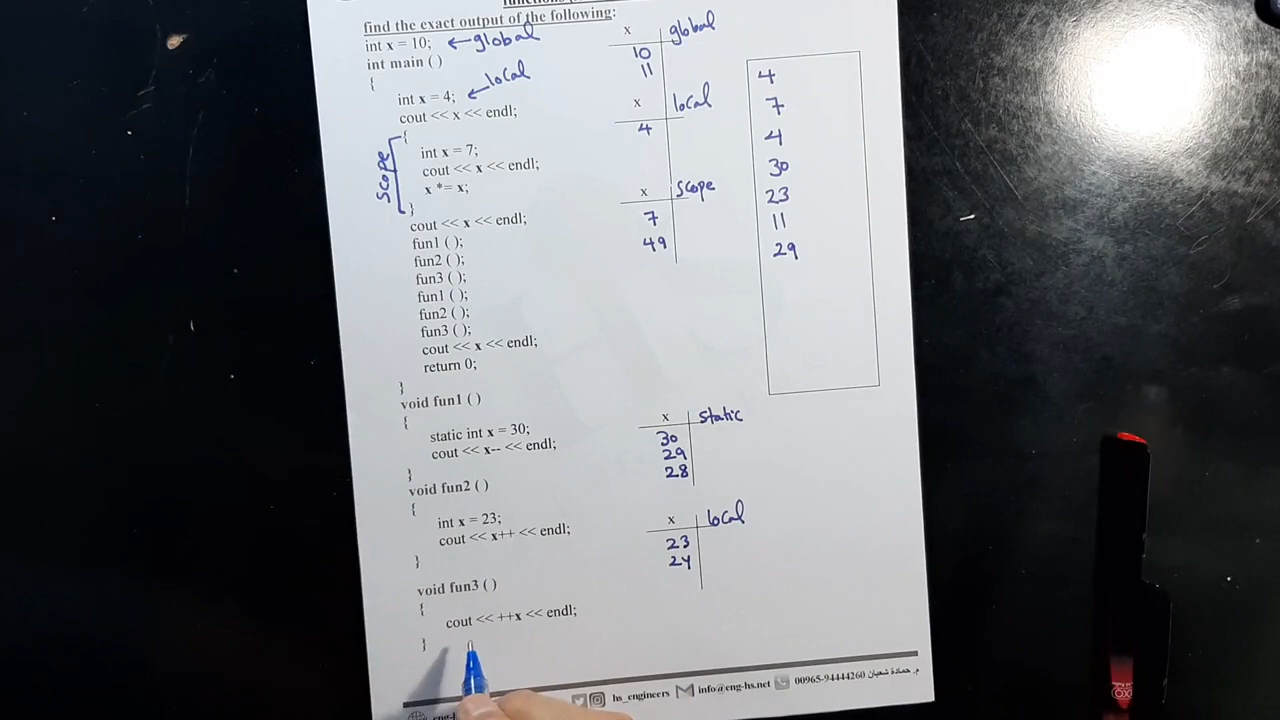 find the exact output of the following:
int x = 10; ← global
int main ( )
{
int x = 4; ← local
cout << x << endl;
{
scope
int x = 7;
cout << x << endl;
x *= x;
}
cout << x << endl;
fun1 ( );
fun2 ( );
fun3 ( );
fun1 ( );
fun2 ( );
fun3 ( );
cout << x << endl;
return 0;
}
void fun1 ( )
{
static int x = 30;
cout << x-- << endl;
}
void fun2 ( )
{
int x = 23;
cout << x++ << endl;
}
void fun3 ( )
{
cout << ++x << endl;
}
x global
10
11
x local
4
x scope
7
49
x static
30
29
28
x local
23
24
4
7
4
30
23
11
29
hs_engineers info@eng-hs.net 00965-94444260 م. حمادة شعبان